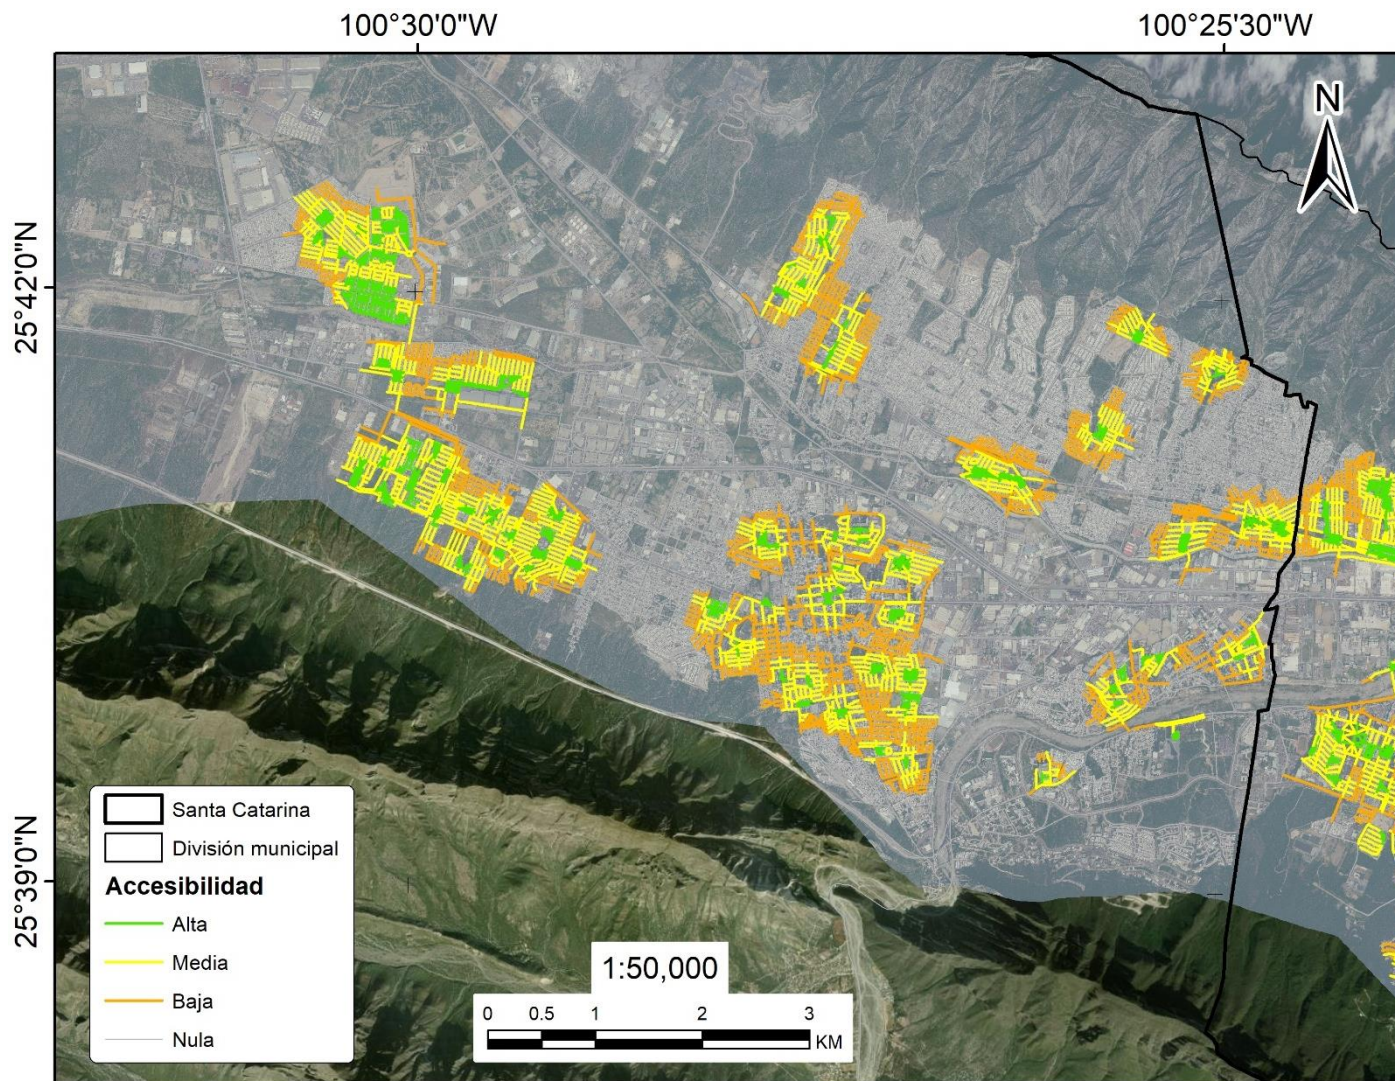 100°30'0"W
100°25'30"W
N
25°42'0"N
25°39'0"N
Santa Catarina
División municipal
Accesibilidad
Alta
Media
Baja
Nula
1:50,000
0 0.5 1 2 3
KM